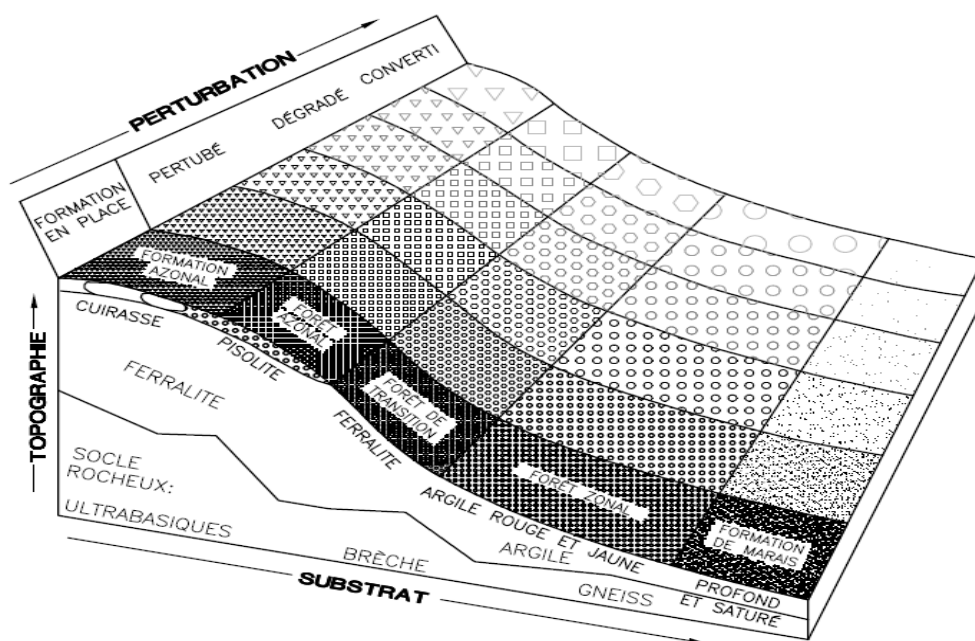 PERTURBATION
FORMATION
EN PLACE
PERTUBÉ
DÉGRADÉ
CONVERTI
TOPOGRAPHIE
FORMATION
AZONAL
FORÊT
AZONAL
FORÊT DE
TRANSITION
FORÊT ZONAL
FORMATION
DE MARAIS
CUIRASSE
PISOLITE
FERRALITE
ARGILE ROUGE ET JAUNE
PROFOND
ET SATURÉ
FERRALITE
SOCLE
ROCHEUX:
ULTRABASIQUES
BRÈCHE
ARGILE
GNEISS
SUBSTRAT